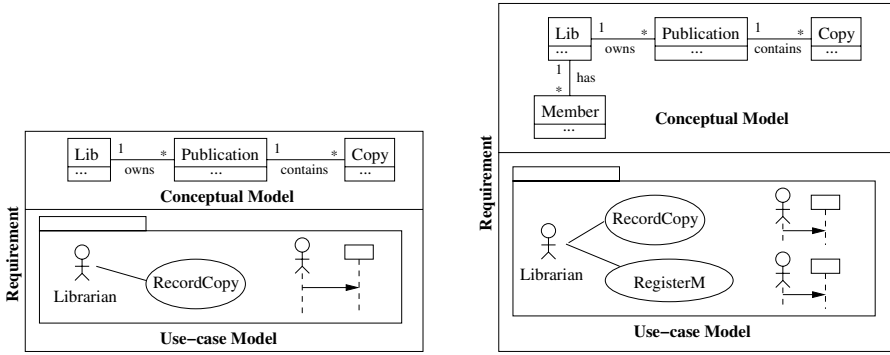 Lib 1 * Publication 1 * Copy
... owns ... contains ...
Conceptual Model
Requirement
Librarian
RecordCopy
Use-case Model
Lib 1 * Publication 1 * Copy
... owns ... contains ...
1
has
*
Member
...
Conceptual Model
Requirement
RecordCopy
Librarian
RegisterM
Use-case Model